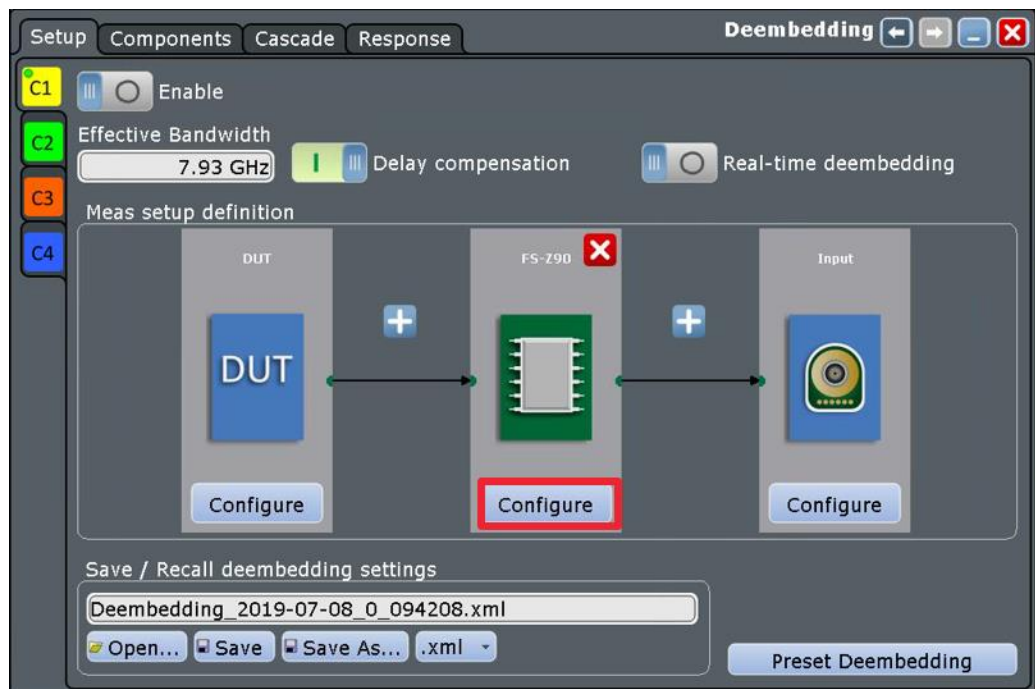 Setup Components Cascade Response Deembedding
C1 Enable
C2 Effective Bandwidth
7.93 GHz Delay compensation Real-time deembedding
C3
Meas setup definition
C4
DUT FS-Z90 Input
DUT
Configure Configure Configure
Save / Recall deembedding settings
Deembedding_2019-07-08_0_094208.xml
Open... Save Save As... .xml
Preset Deembedding